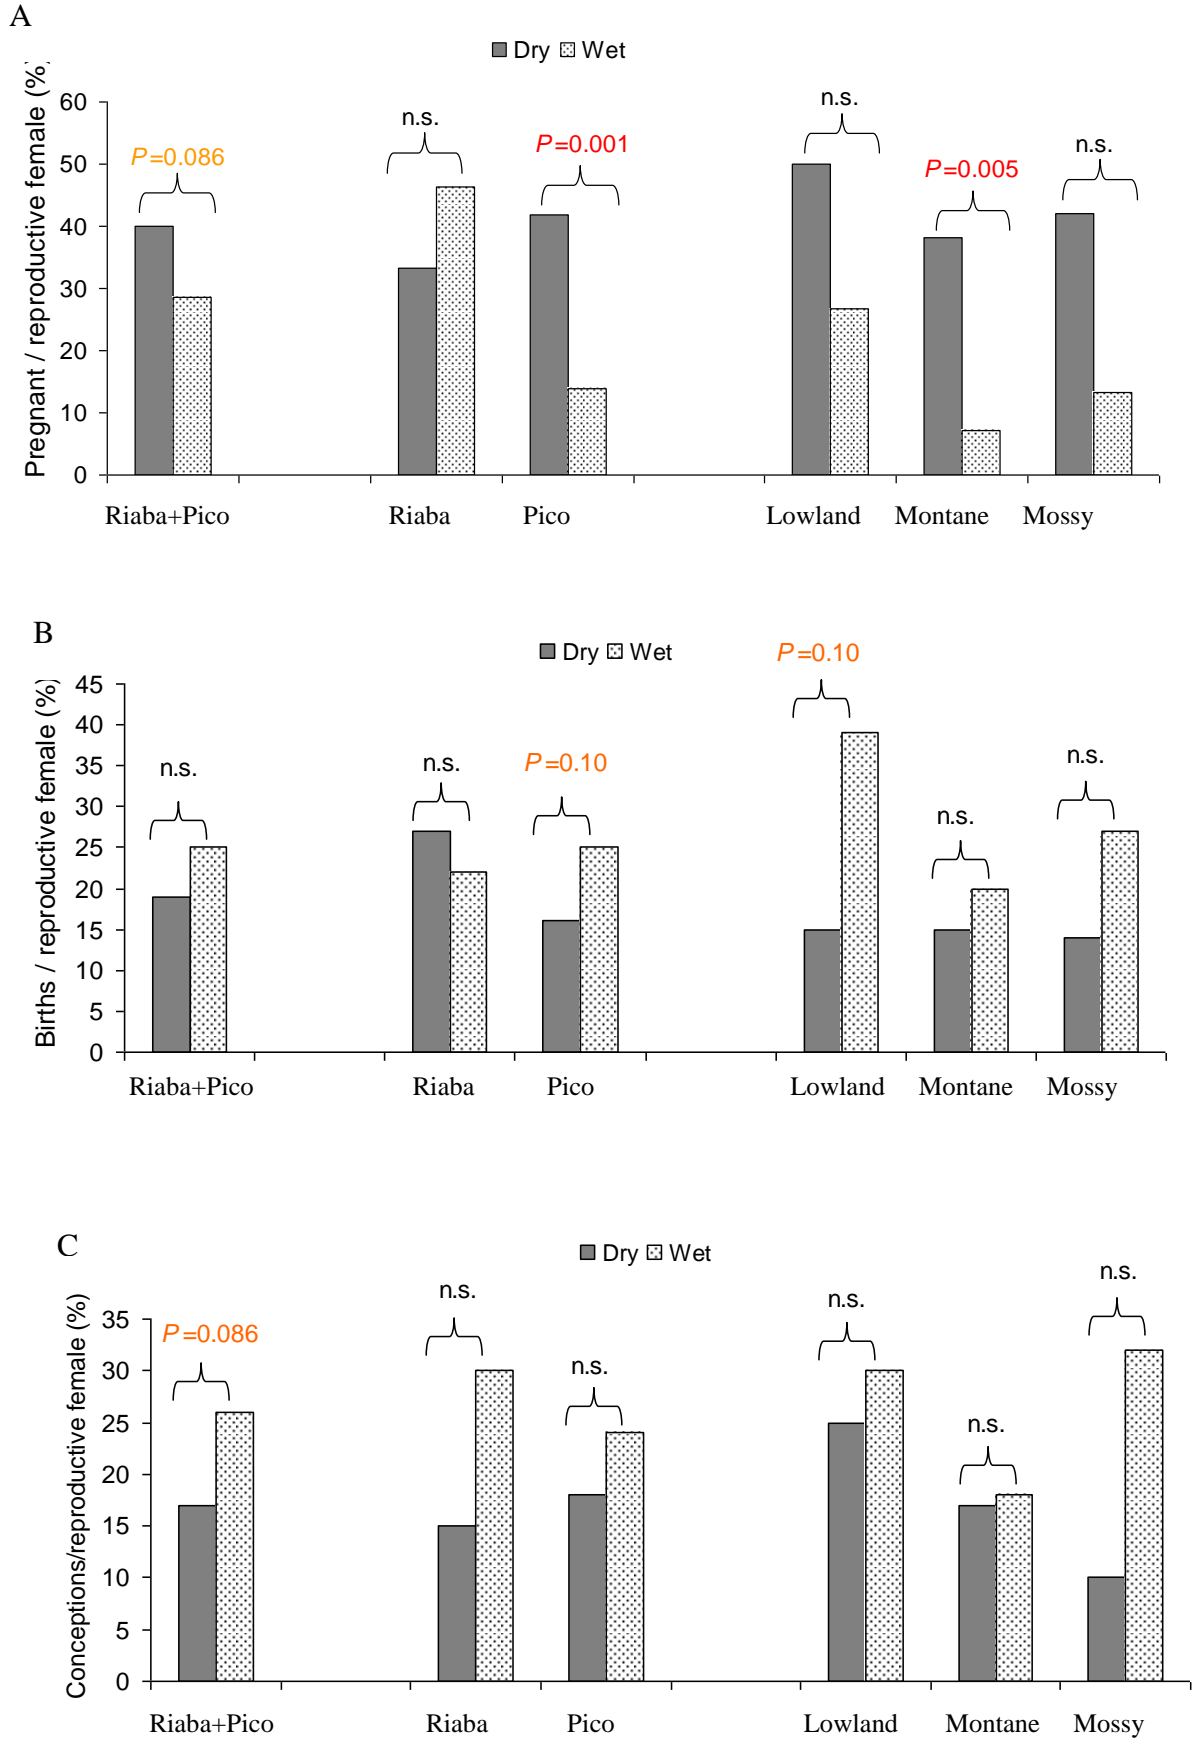 A
Dry Wet
Pregnant / reproductive female (%)
60
50
40
30
20
10
0
P=0.086
n.s.
P=0.001
n.s.
P=0.005
n.s.
Riaba+Pico Riaba Pico Lowland Montane Mossy
B
Dry Wet
Births / reproductive female (%)
45
40
35
30
25
20
15
10
5
0
n.s.
n.s.
P=0.10
P=0.10
n.s.
n.s.
Riaba+Pico Riaba Pico Lowland Montane Mossy
C
Dry Wet
Conceptions/reproductive female (%)
35
30
25
20
15
10
5
0
P=0.086
n.s.
n.s.
n.s.
n.s.
n.s.
Riaba+Pico Riaba Pico Lowland Montane Mossy